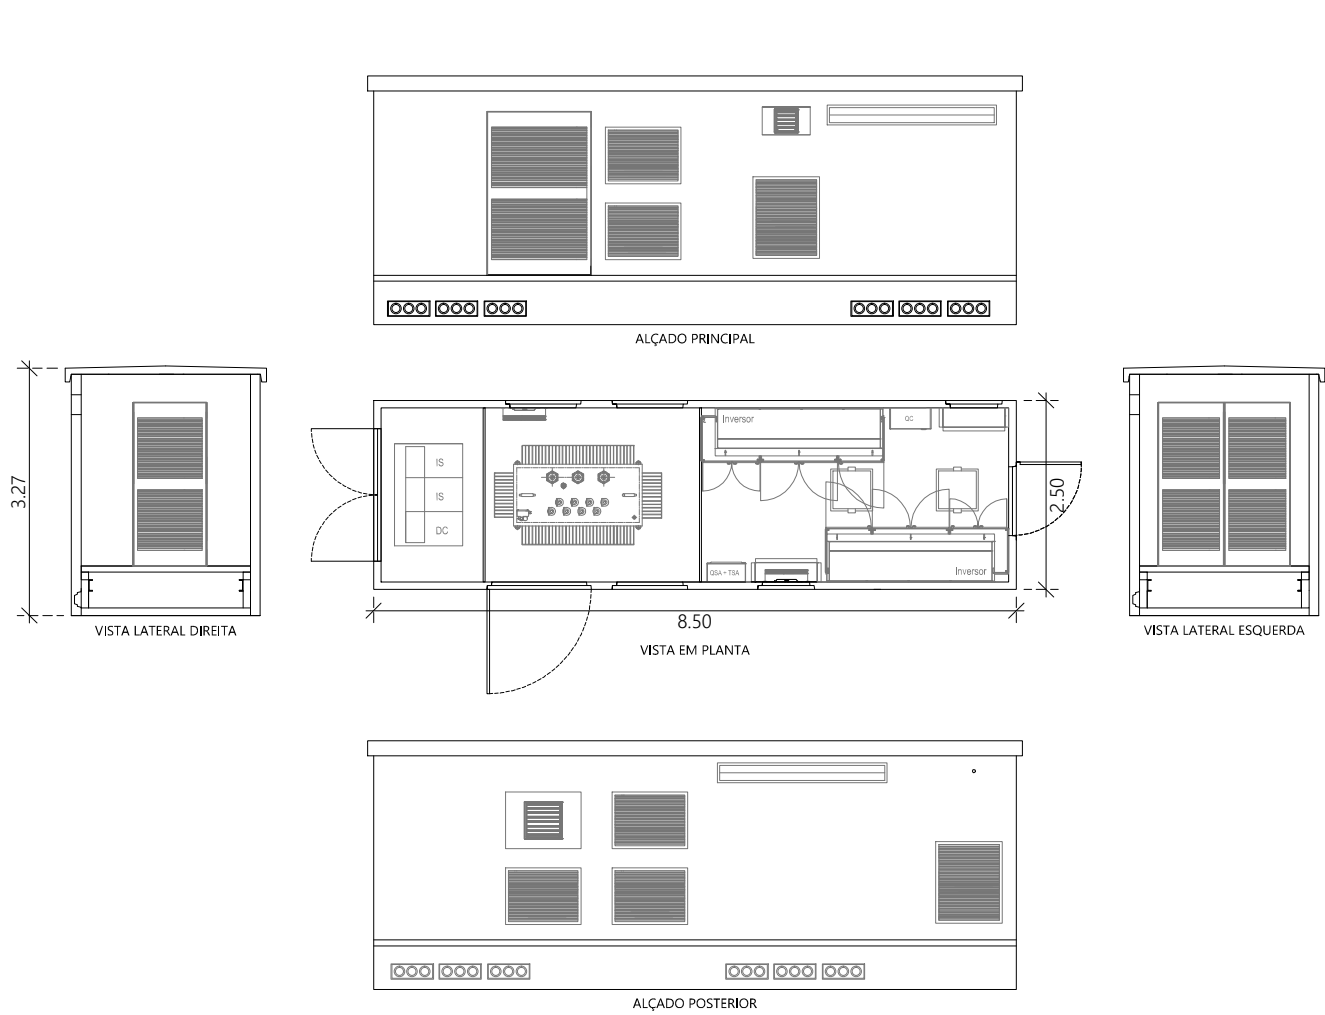 ALÇADO PRINCIPAL
3.27
Inversor
QC
IS
IS
DC
2.50
QSA + TSA
Inversor
8.50
VISTA LATERAL DIREITA
VISTA EM PLANTA
VISTA LATERAL ESQUERDA
ALÇADO POSTERIOR